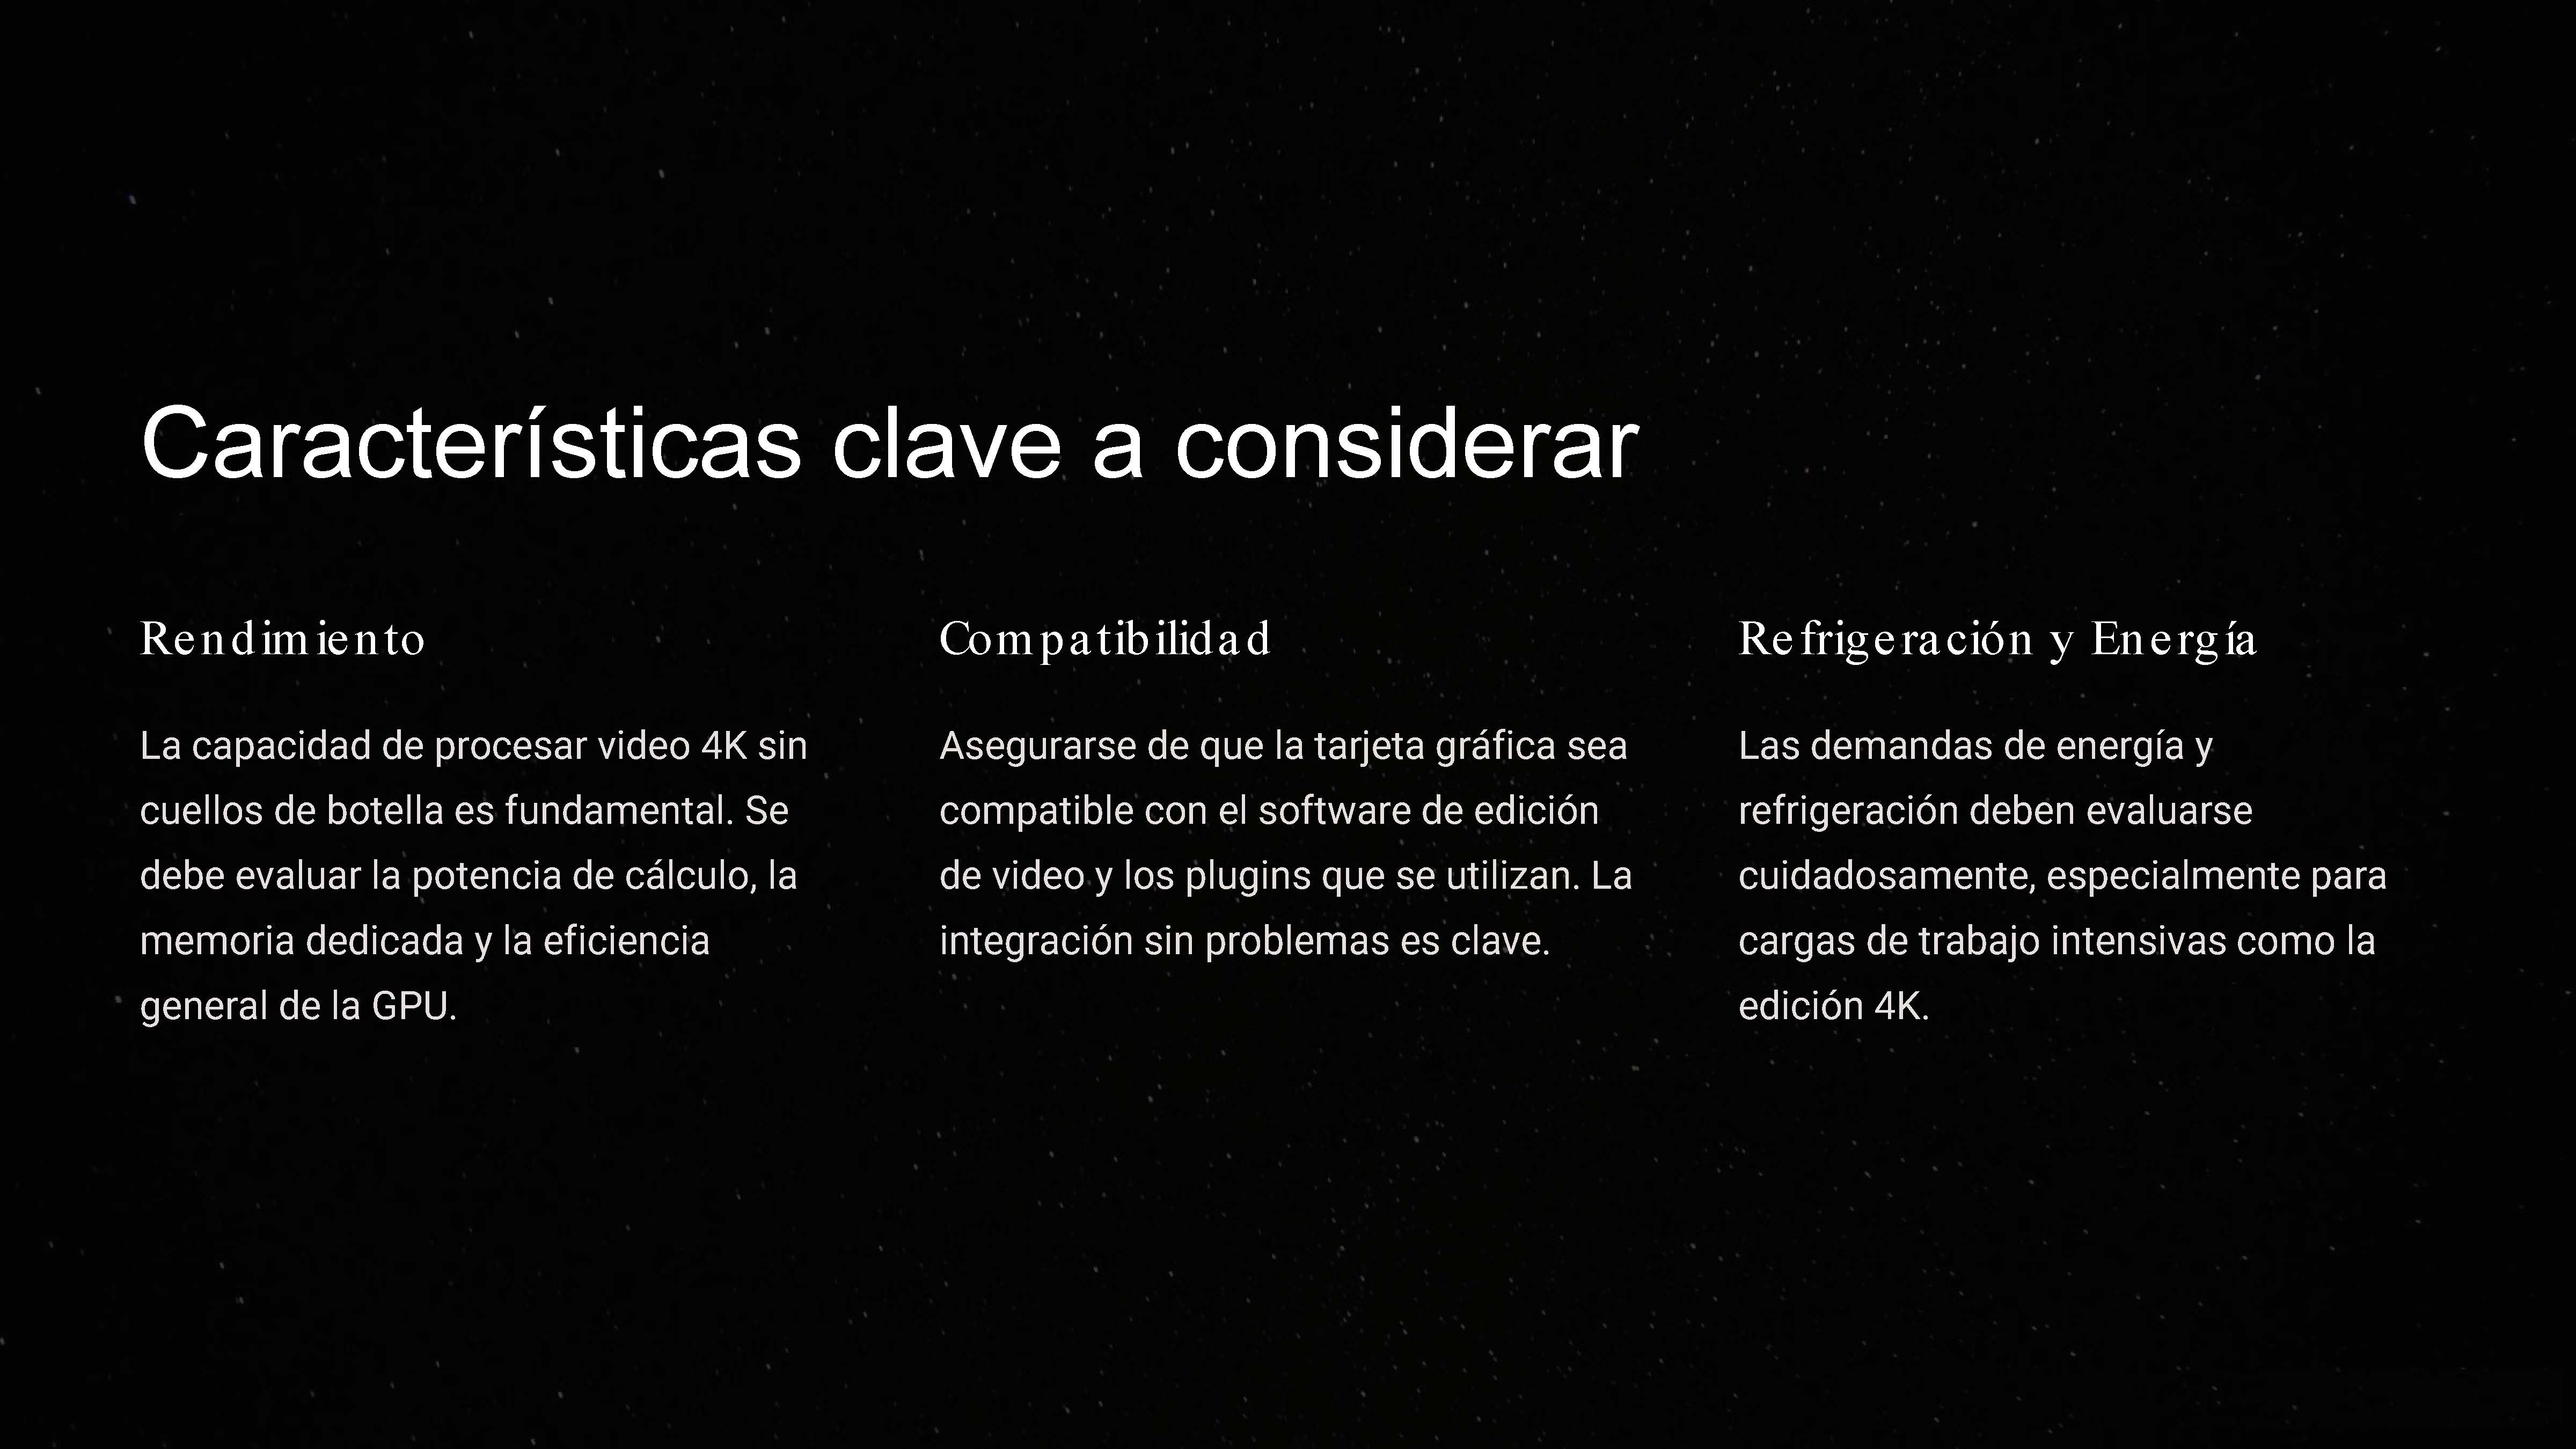 Características clave a considerar
Rendimiento
La capacidad de procesar video 4K sin
cuellos de botella es fundamental. Se
debe evaluar la potencia de cálculo, la
memoria dedicada y la eficiencia
general de la GPU.
Compatibilidad
Asegurarse de que la tarjeta gráfica sea
compatible con el software de edición
de video y los plugins que se utilizan. La
integración sin problemas es clave.
Refrigeración y Energía
Las demandas de energía y
refrigeración deben evaluarse
cuidadosamente, especialmente para
cargas de trabajo intensivas como la
edición 4K.